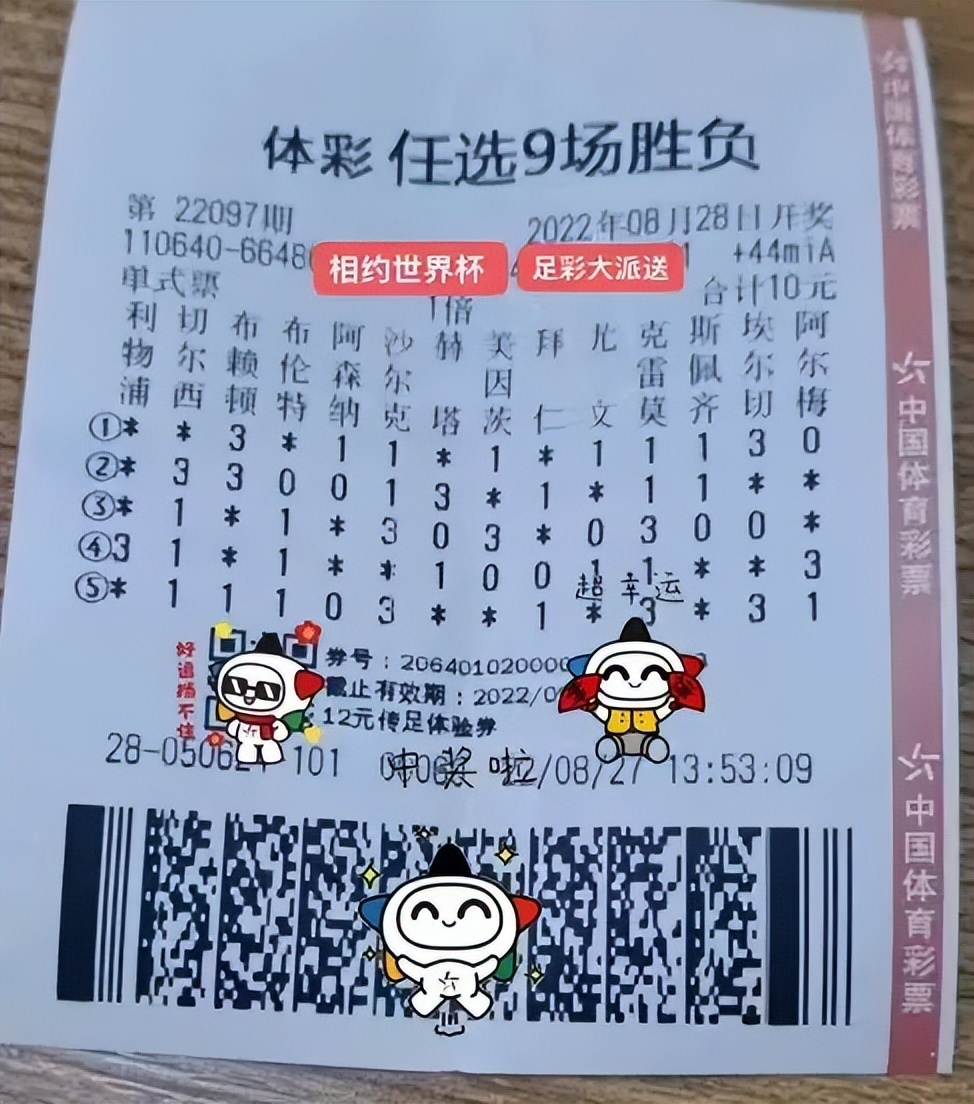 体彩 任选9场胜负
第 22097期
2022年08月28日开奖
110640-6648
1 +44miA
相约世界杯
足彩大派送
单式票
1倍
合计10元
利物浦 切尔西 布赖顿 布伦特 阿森纳 沙尔克 赫塔 美因茨 拜仁 尤文 克雷莫 斯佩齐 埃尔切 阿尔梅
①* * 3 * 1 1 * 1 * 1 1 1 3 0
②* 3 3 0 0 1 3 * 1 * 1 1 * *
③* 1 * 1 * 3 0 3 * 0 3 0 0 *
④3 1 * 1 * * 1 0 0 1 1 * * 3
⑤* 1 1 1 0 3 * * 1 * 3 * 3 1
超幸运
好运挡不住
券号：2064010200000
截止有效期：2022/0
12元传足体验券
中奖啦
28-050621 101
2/08/27 13:53:09
中国体育彩票
中国体育彩票
中国体育彩票